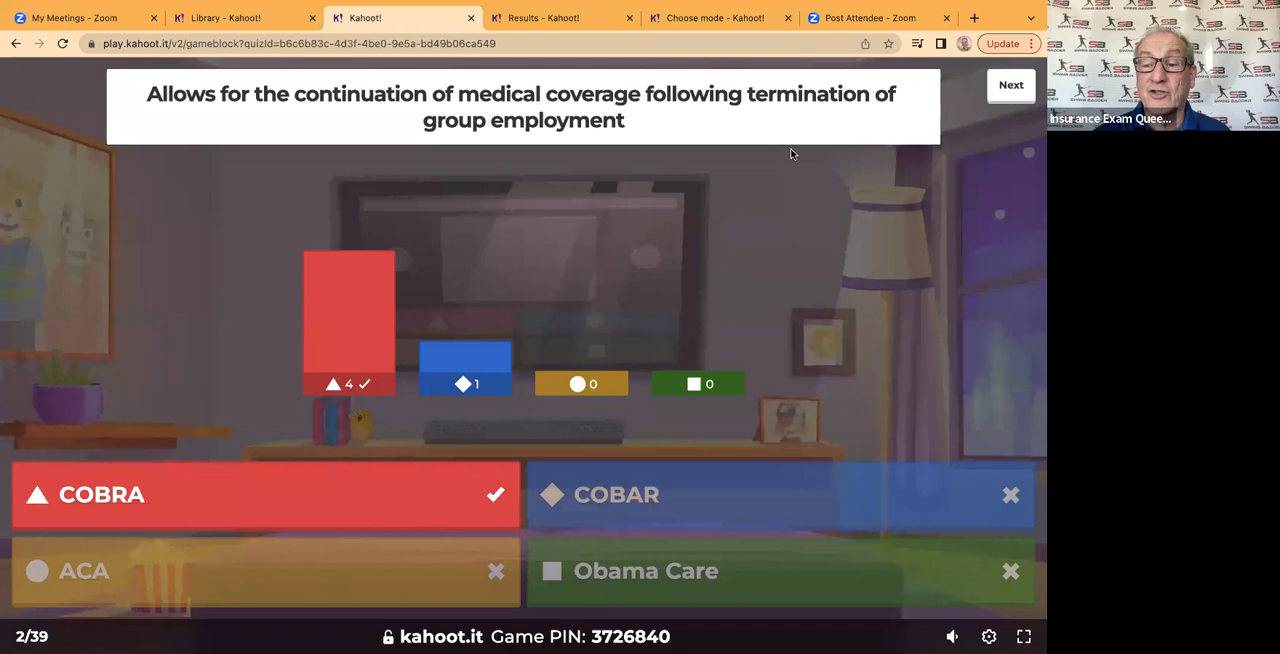 My Meetings - Zoom
Library - Kahoot!
Kahoot!
Results - Kahoot!
Choose mode - Kahoot!
Post Attendee - Zoom
play.kahoot.it/v2/gameblock?quizId=b6c6b83c-4d3f-4be0-9e5a-bd49b06ca549
Update
Allows for the continuation of medical coverage following termination of
group employment
Next
Insurance Exam Quee...
4
1
0
0
COBRA
COBAR
ACA
Obama Care
2/39
kahoot.it Game PIN: 3726840